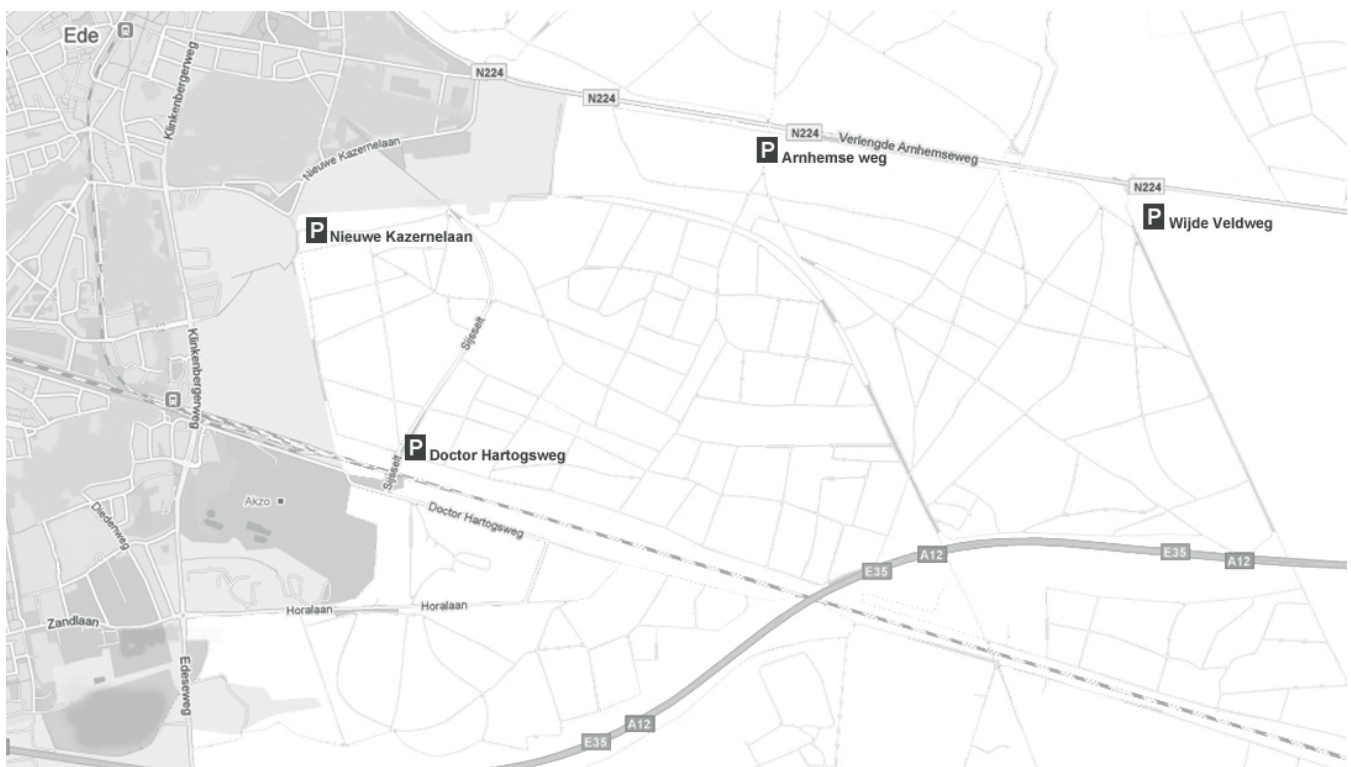 Ede
Klinkenbergerweg
N224
N224
N224
Verlengde Arnhemseweg
P Arnhemse weg
Nieuwe Kazernelaan
N224
P Wijde Veldweg
P Nieuwe Kazernelaan
Sijsselt
Klinkenbergerweg
P Doctor Hartogsweg
Sijsselt
Akzo
Doctor Hartogsweg
Diedenweg
A12
E35
E35
A12
Horalaan
Horalaan
Zandlaan
Edeseweg
A12
E35